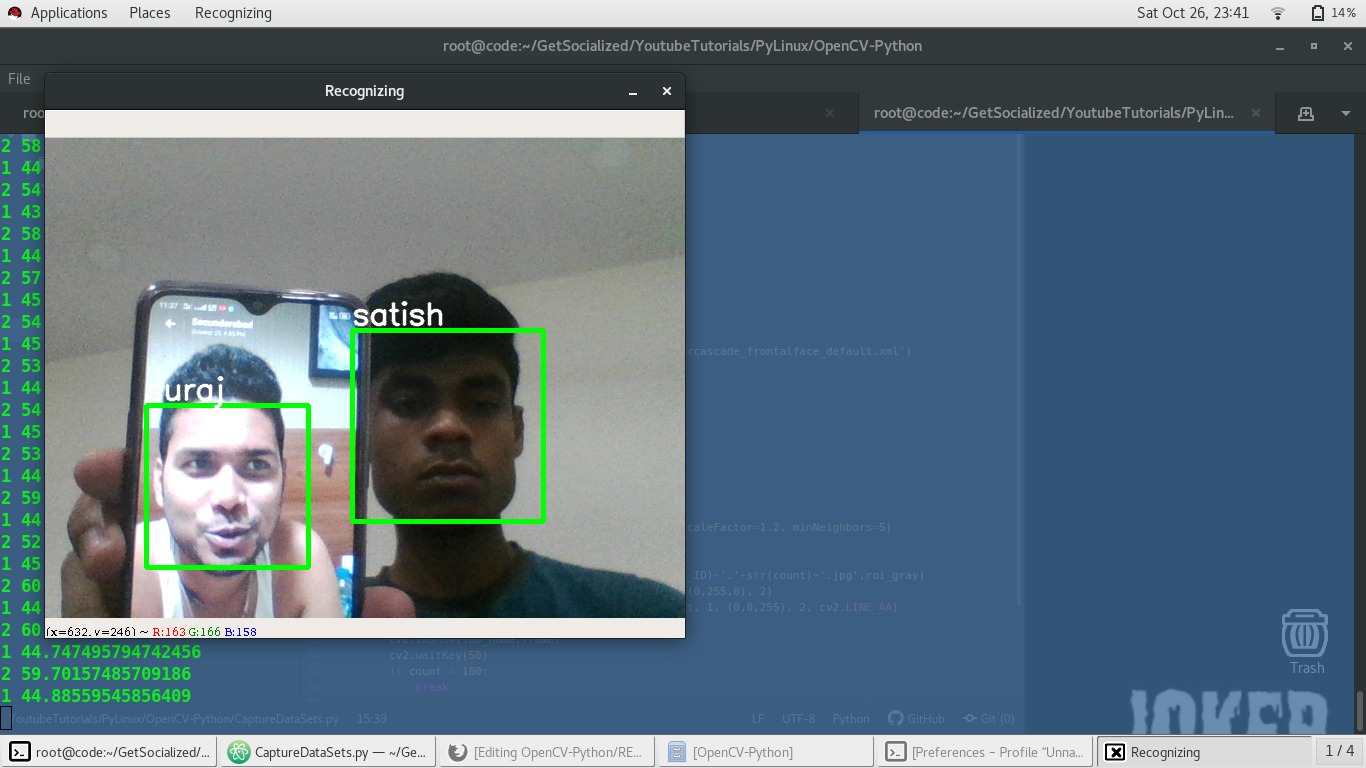 Applications Places Recognizing Sat Oct 26, 23:41 14%
root@code:~/GetSocialized/YoutubeTutorials/PyLinux/OpenCV-Python
File
Recognizing
roo
root@code:~/GetSocialized/YoutubeTutorials/PyLin...
2 58
1 44
2 54
1 43
2 58
1 44
2 57
1 45
2 54
1 45
2 53
1 44
2 54
1 45
2 53
1 44
2 59
1 44
2 52
1 45
2 60
1 44
2 60
1 44.747495794742456
2 59.70157485709186
1 44.88559545856409
11:37
Secunderabad
satish
uraj
rcascade_frontalface_default.xml')
caleFactor=1.2, minNeighbors=5)
_ID)+'.'+str(count)+'.jpg'.roi_gray)
(0,255,0), 2)
t, 1, (0,0,255), 2, cv2.LINE_AA)
(x=632, y=246) ~ R:163 G:166 B:158
cv2.waitKey(50)
if count > 100:
break
Trash
JOKER
YoutubeTutorials/PyLinux/OpenCV-Python/CaptureDataSets.py 15:39 LF UTF-8 Python GitHub Git (0)
root@code:~/GetSocialized/... CaptureDataSets.py — ~/Ge... [Editing OpenCV-Python/RE... [OpenCV-Python] [Preferences – Profile “Unna... Recognizing 1 / 4